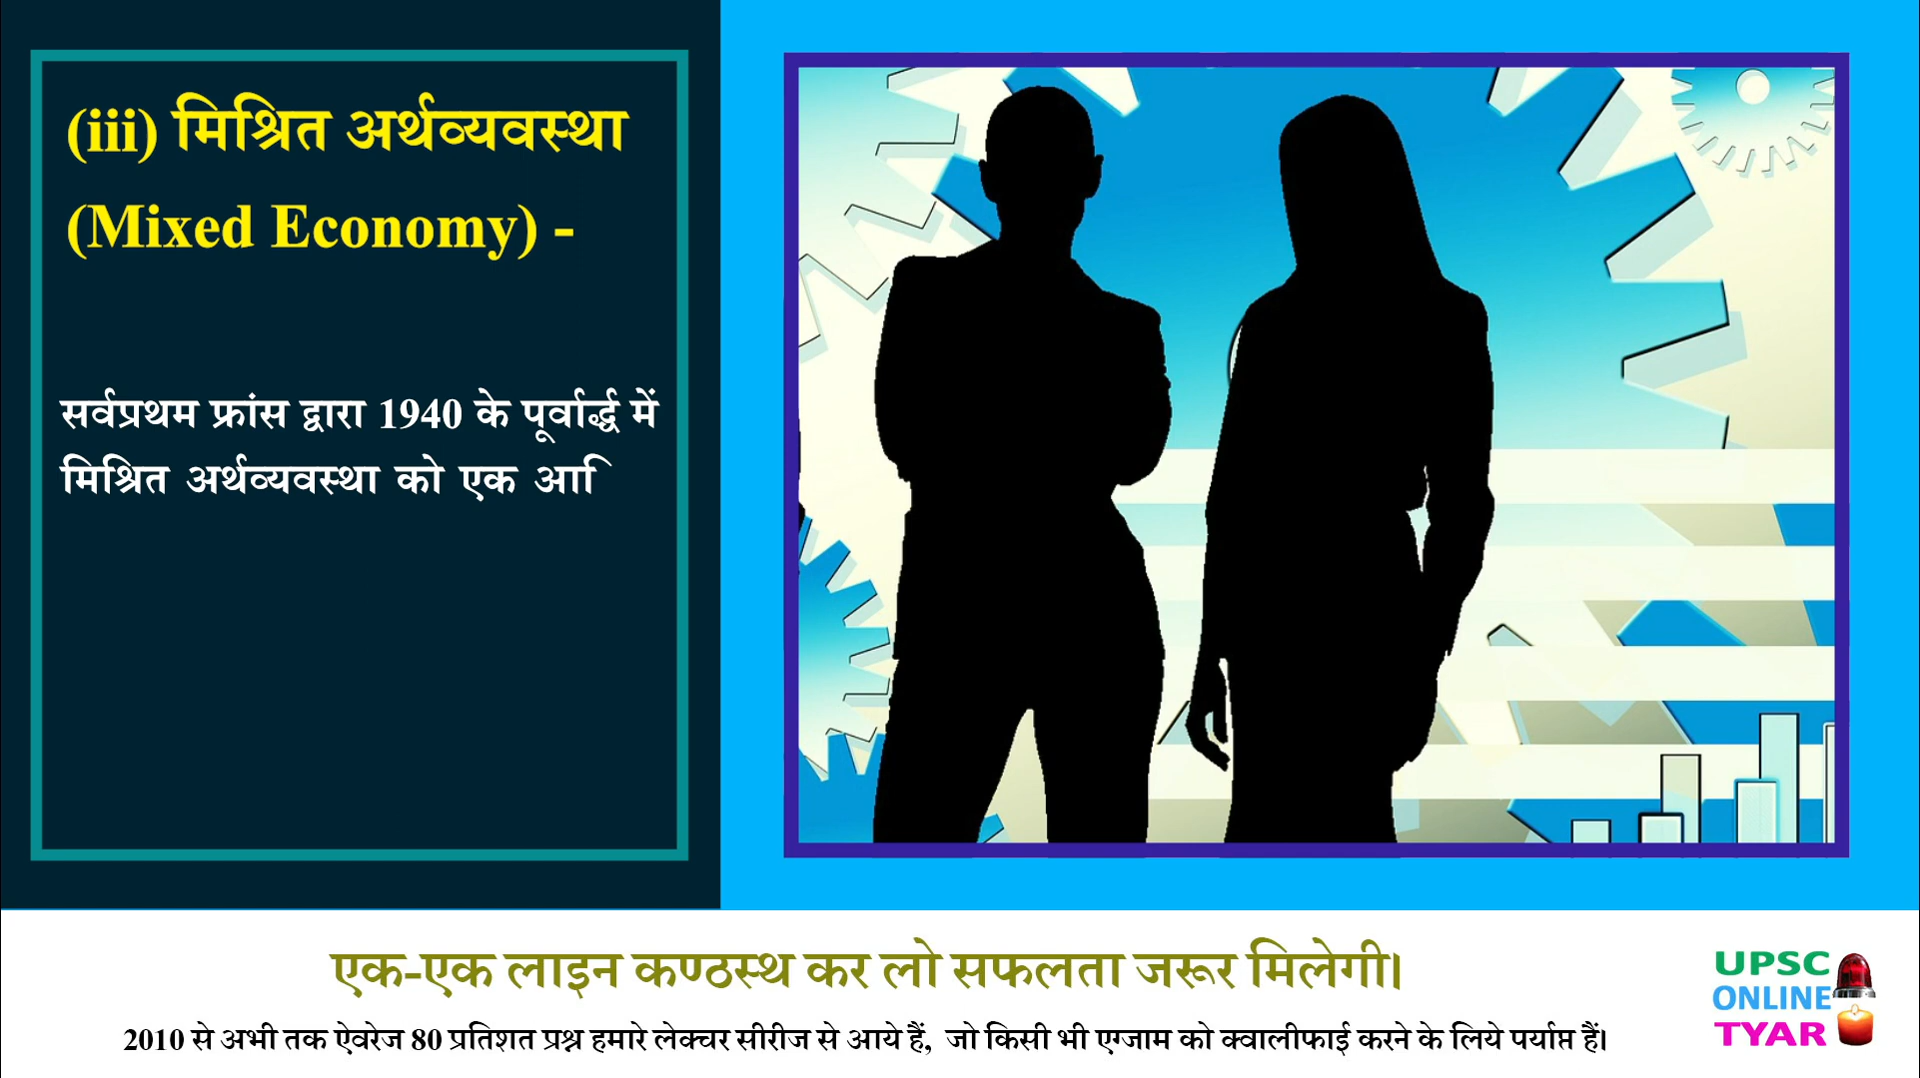 (iii) मिश्रित अर्थव्यवस्था
(Mixed Economy) -
सर्वप्रथम फ्रांस द्वारा 1940 के पूर्वार्द्ध में
मिश्रित अर्थव्यवस्था को एक आि
एक-एक लाइन कण्ठस्थ कर लो सफलता जरूर मिलेगी।
2010 से अभी तक ऐवरेज 80 प्रतिशत प्रश्न हमारे लेक्चर सीरीज से आये हैं, जो किसी भी एग्जाम को क्वालीफाई करने के लिये पर्याप्त हैं।
UPSC
ONLINE
TYAR